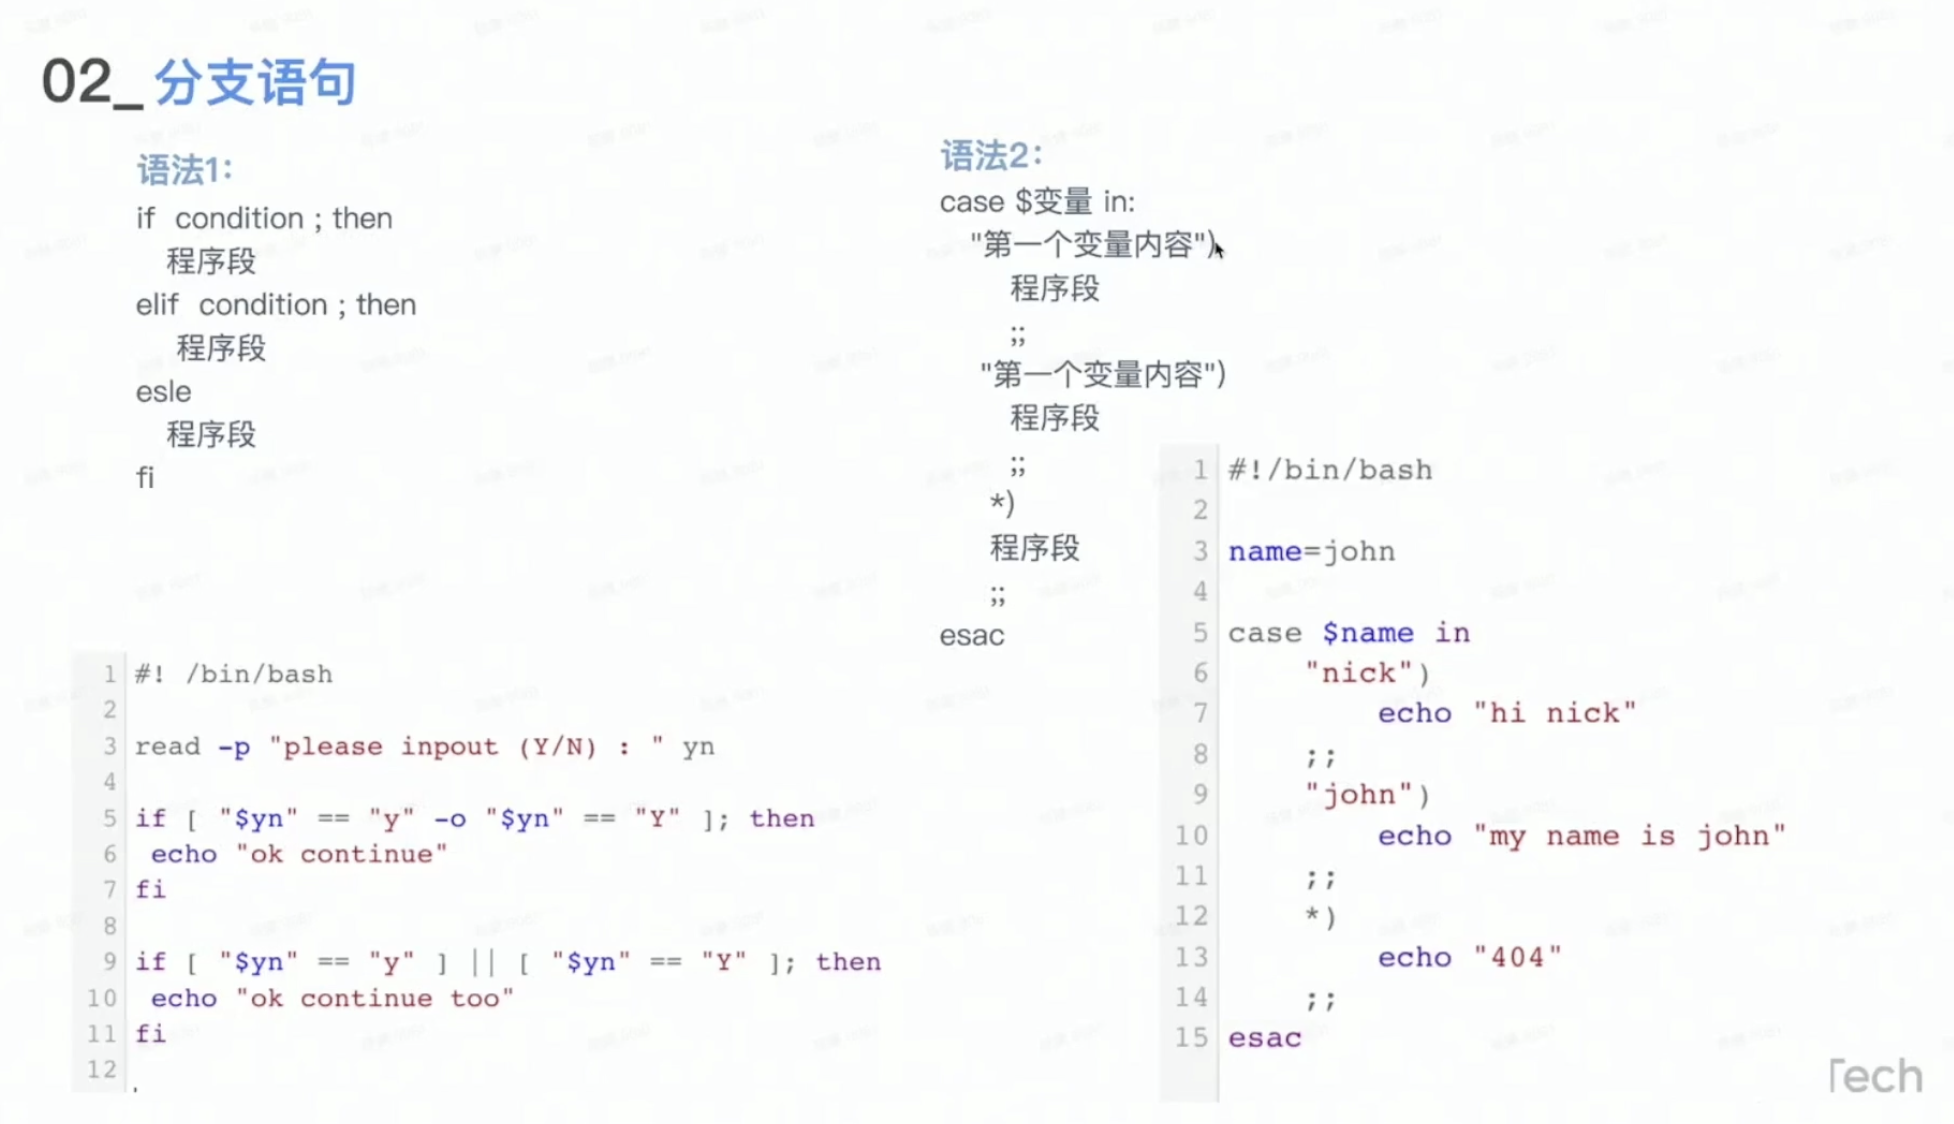 02_分支语句
语法1:
if condition ; then
程序段
elif condition ; then
程序段
esle
程序段
fi
1 #! /bin/bash
2
3 read -p "please inpout (Y/N) : " yn
4
5 if [ "$yn" == "y" -o "$yn" == "Y" ]; then
6 echo "ok continue"
7 fi
8
9 if [ "$yn" == "y" ] || [ "$yn" == "Y" ]; then
10 echo "ok continue too"
11 fi
12
语法2:
case $变量 in:
"第一个变量内容")
程序段
;;
"第一个变量内容")
程序段
;;
*)
程序段
;;
esac
1 #!/bin/bash
2
3 name=john
4
5 case $name in
6 "nick")
7 echo "hi nick"
8 ;;
9 "john")
10 echo "my name is john"
11 ;;
12 *)
13 echo "404"
14 ;;
15 esac
Tech